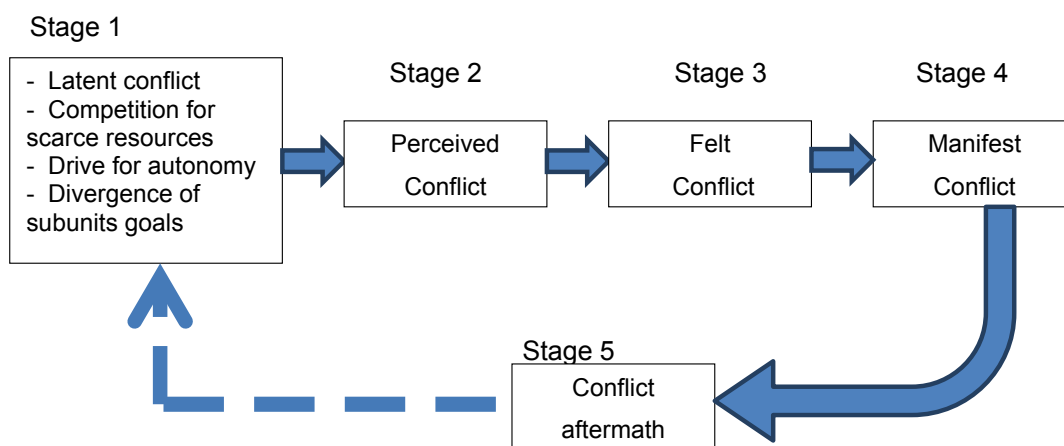 Stage 1
- Latent conflict
- Competition for
scarce resources
- Drive for autonomy
- Divergence of
subunits goals
Stage 2
Perceived
Conflict
Stage 3
Felt
Conflict
Stage 4
Manifest
Conflict
Stage 5
Conflict
aftermath